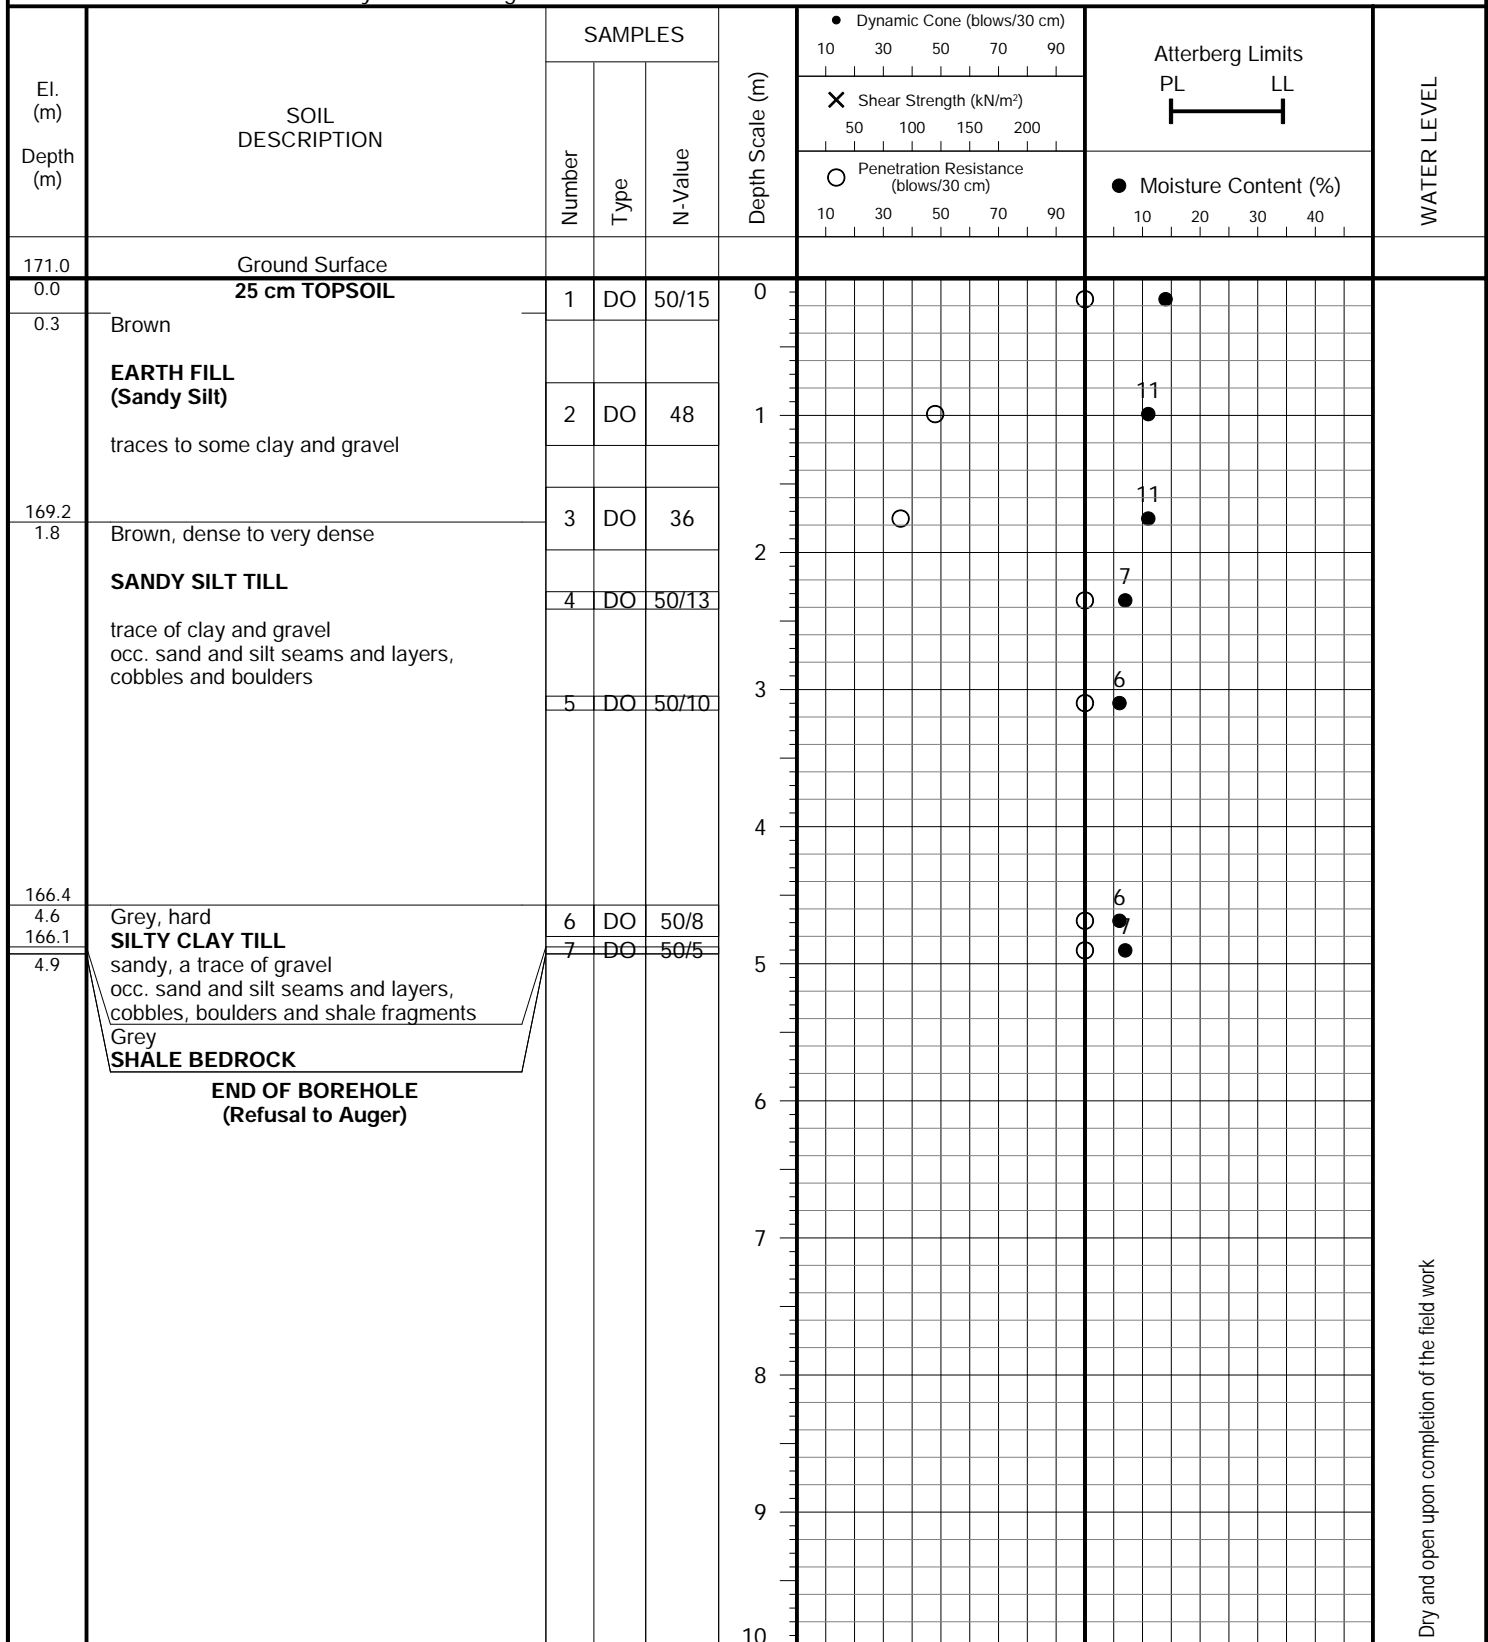 El.
(m)
Depth
(m)
SOIL
DESCRIPTION
SAMPLES
Number
Type
N-Value
Depth Scale (m)
● Dynamic Cone (blows/30 cm)
10 30 50 70 90
✕ Shear Strength (kN/m²)
50 100 150 200
○ Penetration Resistance
(blows/30 cm)
10 30 50 70 90
Atterberg Limits
PL LL
● Moisture Content (%)
10 20 30 40
WATER LEVEL
171.0 Ground Surface
0.0 25 cm TOPSOIL 1 DO 50/15 0
0.3 Brown
EARTH FILL
(Sandy Silt)
11
2 DO 48 1
traces to some clay and gravel
11
169.2 3 DO 36
1.8 Brown, dense to very dense
2
SANDY SILT TILL 7
4 DO 50/13
trace of clay and gravel
occ. sand and silt seams and layers,
cobbles and boulders 6
3
5 DO 50/10
4
166.4 6
4.6 Grey, hard 6 DO 50/8
166.1 SILTY CLAY TILL 7
7 DO 50/5
4.9 sandy, a trace of gravel 5
occ. sand and silt seams and layers,
cobbles, boulders and shale fragments
Grey
SHALE BEDROCK
END OF BOREHOLE
(Refusal to Auger)
6
7
8
9
10
Dry and open upon completion of the field work